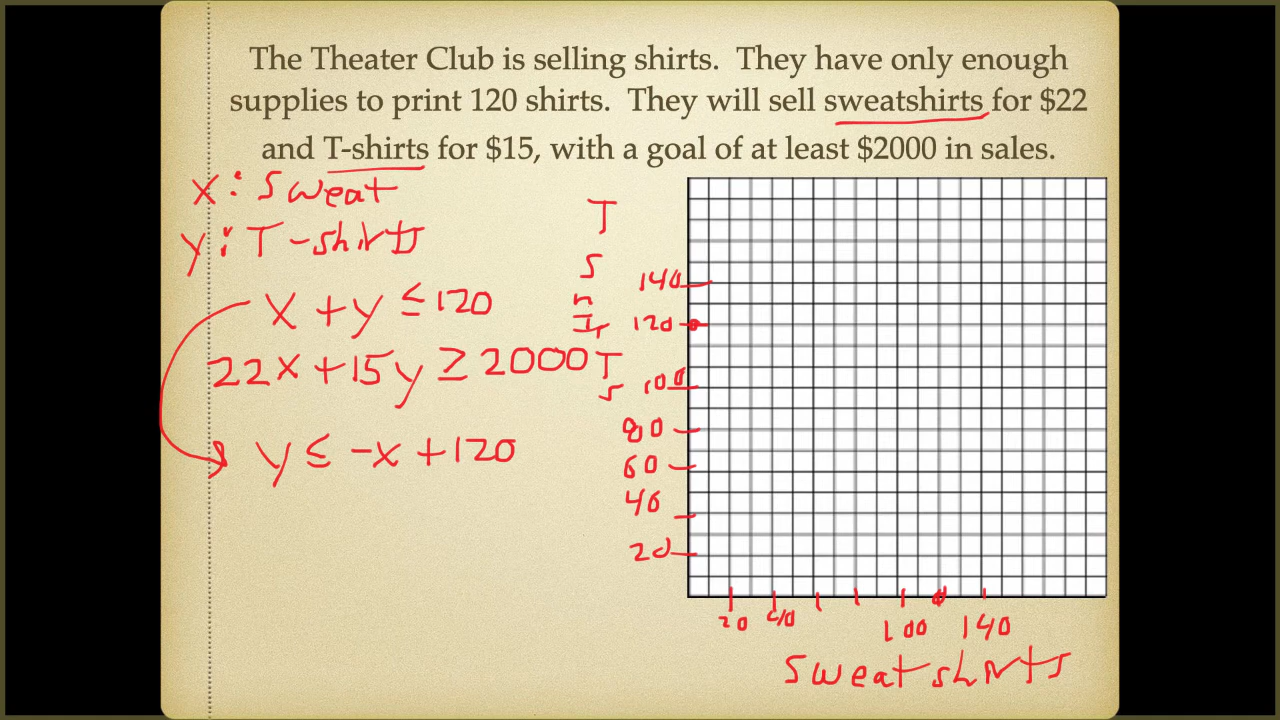 The Theater Club is selling shirts. They have only enough
supplies to print 120 shirts. They will sell sweatshirts for $22
and T-shirts for $15, with a goal of at least $2000 in sales.
x: Sweat
y: T-shirts
x + y ≤ 120
22x + 15y ≥ 2000
y ≤ -x + 120
T
S
h
I
r
T
s
140
120
100
80
60
40
20
20 40 100 140
Sweatshirts